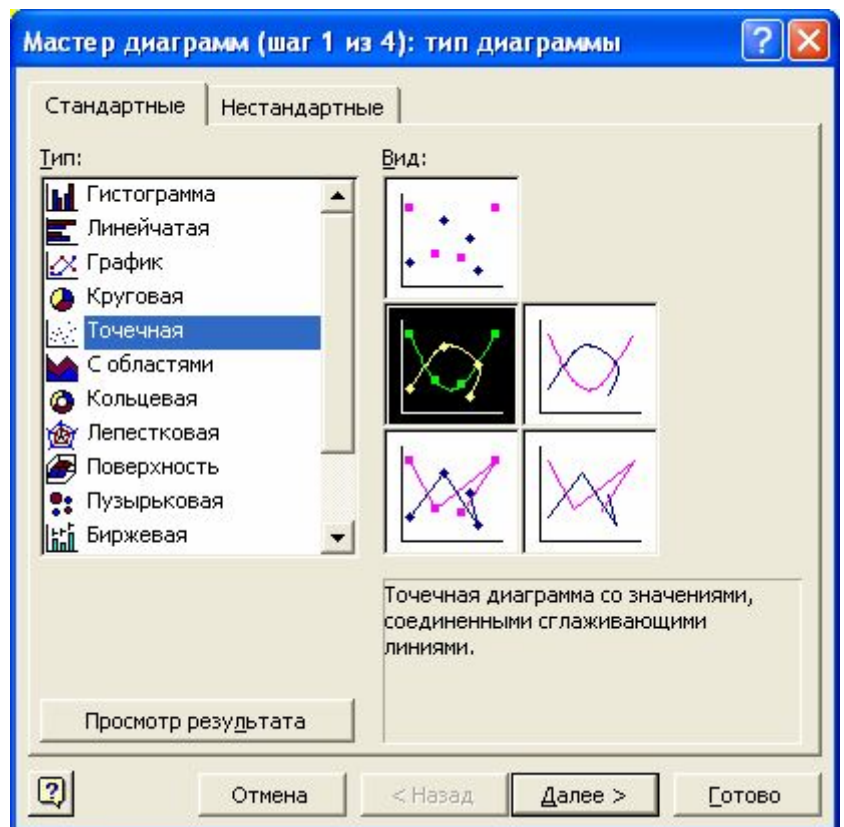 Мастер диаграмм (шаг 1 из 4): тип диаграммы
Стандартные
Нестандартные
Тип:
Гистограмма
Линейчатая
График
Круговая
Точечная
С областями
Кольцевая
Лепестковая
Поверхность
Пузырьковая
Биржевая
Вид:
Точечная диаграмма со значениями,
соединенными сглаживающими
линиями.
Просмотр результата
Отмена
< Назад
Далее >
Готово